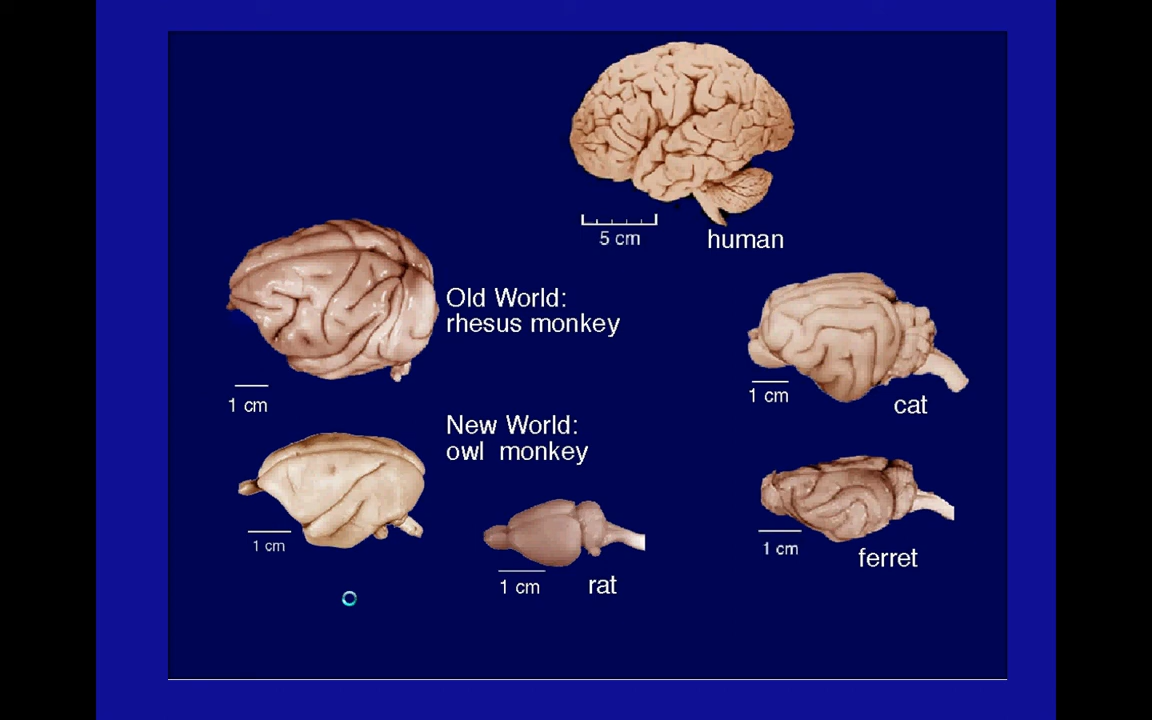 5 cm
human
Old World:
rhesus monkey
1 cm
1 cm
cat
New World:
owl monkey
1 cm
1 cm
rat
1 cm
ferret